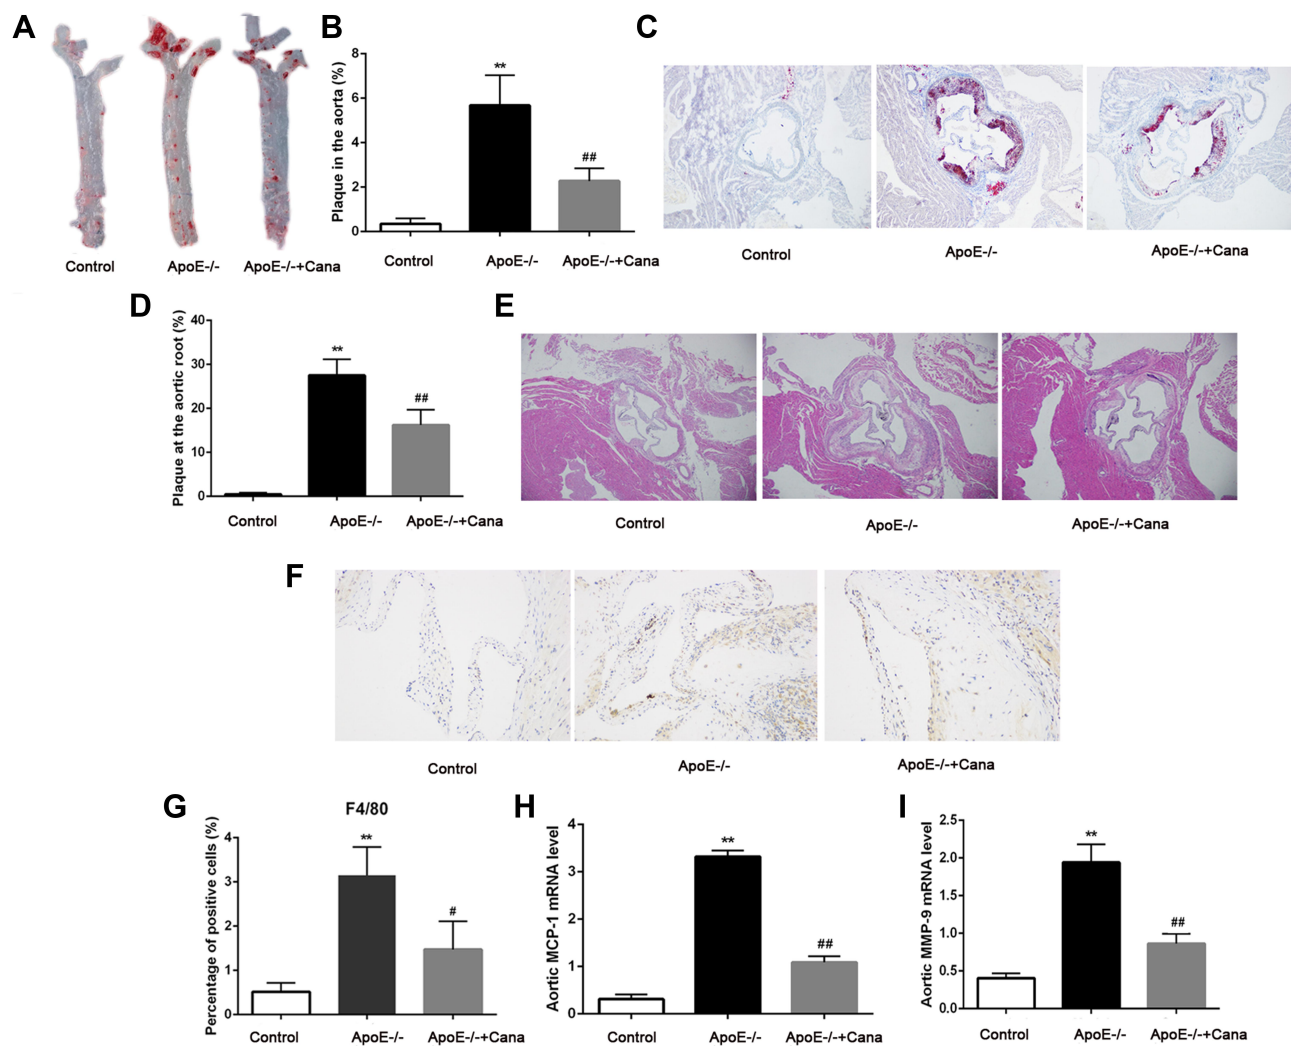 A
B
C
Plaque in the aorta (%)
8
6
4
2
0
**
##
Control
ApoE-/-
ApoE-/-+Cana
Control
ApoE-/-
ApoE-/-+Cana
Control
ApoE-/-
ApoE-/-+Cana
D
E
Plaque at the aortic root (%)
40
30
20
10
0
**
##
Control
ApoE-/-
ApoE-/-+Cana
Control
ApoE-/-
ApoE-/-+Cana
F
Control
ApoE-/-
ApoE-/-+Cana
G
F4/80
Percentage of positive cells (%)
4
3
2
1
0
**
#
Control
ApoE-/-
ApoE-/-+Cana
H
Aortic MCP-1 mRNA level
4
3
2
1
0
**
##
Control
ApoE-/-
ApoE-/-+Cana
I
Aortic MMP-9 mRNA level
2.5
2.0
1.5
1.0
0.5
0.0
**
##
Control
ApoE-/-
ApoE-/-+Cana